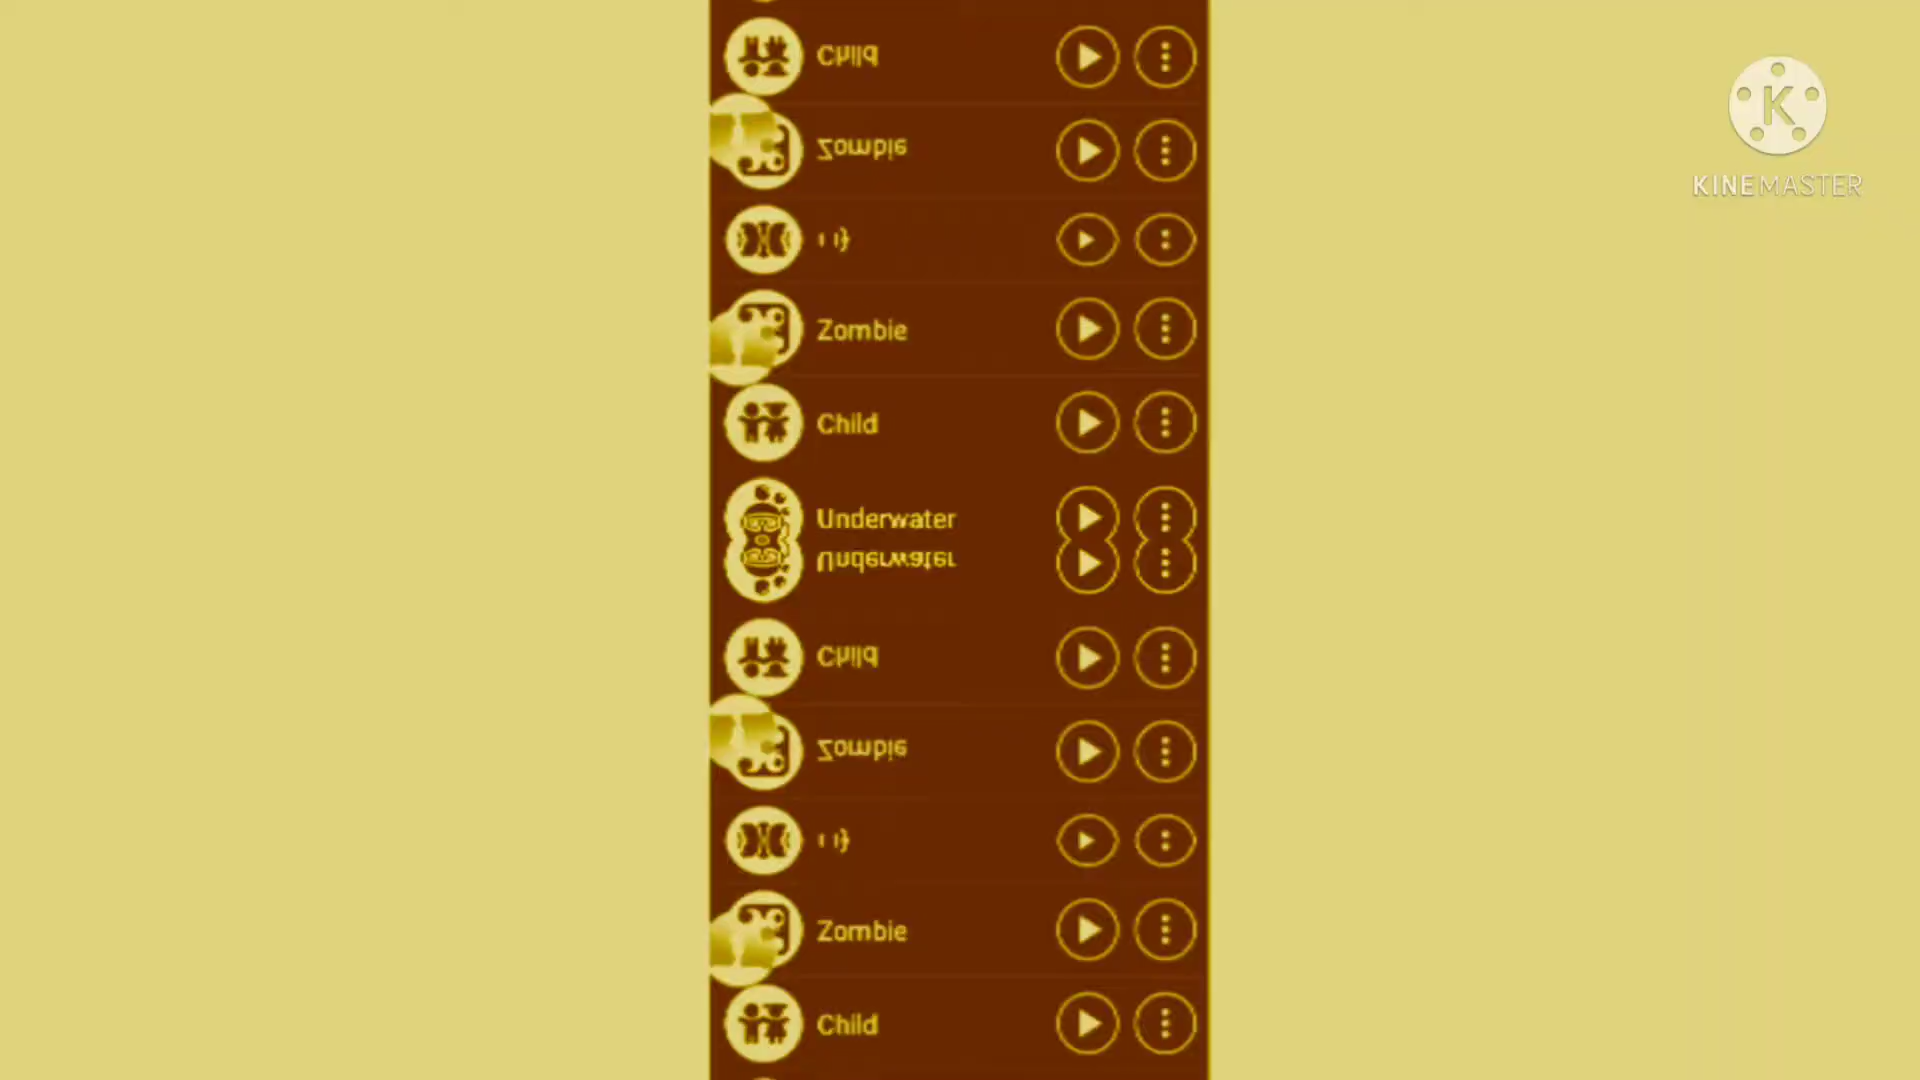 Child
Zombie
Zombie
Child
Underwater
Underwater
Child
Zombie
Zombie
Child
K
KINEMASTER